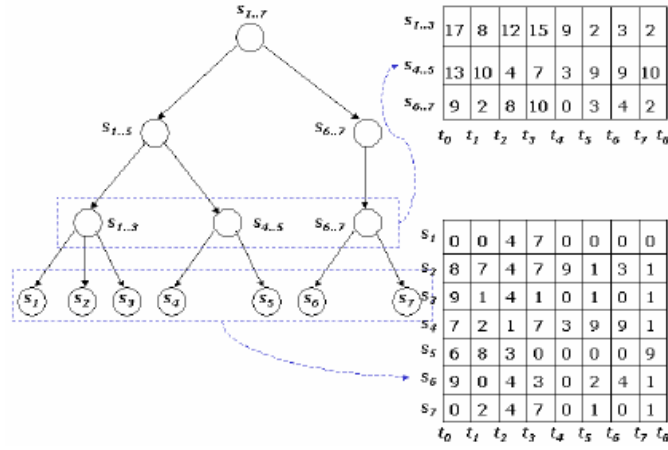 s1..7
s1..3 17 8 12 15 9 2 3 2
s4..5 13 10 4 7 3 9 9 10
s6..7 9 2 8 10 0 3 4 2
t0 t1 t2 t3 t4 t5 t6 t7 t8
s1..5
s6..7
s1..3
s4..5
s6..7
s1 s2 s3 s4 s5 s6 s7
s1 0 0 4 7 0 0 0 0
s2 8 7 4 7 9 1 3 1
s3 9 1 4 1 0 1 0 1
s4 7 2 1 7 3 9 9 1
s5 6 8 3 0 0 0 0 9
s6 9 0 4 3 0 2 4 1
s7 0 2 4 7 0 1 0 1
t0 t1 t2 t3 t4 t5 t6 t7 t8